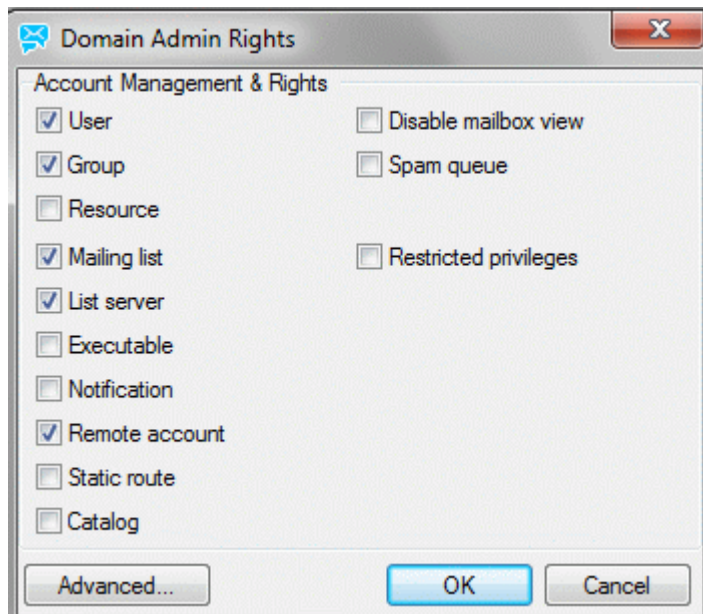 Domain Admin Rights
Account Management & Rights
User
Disable mailbox view
Group
Spam queue
Resource
Mailing list
Restricted privileges
List server
Executable
Notification
Remote account
Static route
Catalog
Advanced...
OK
Cancel